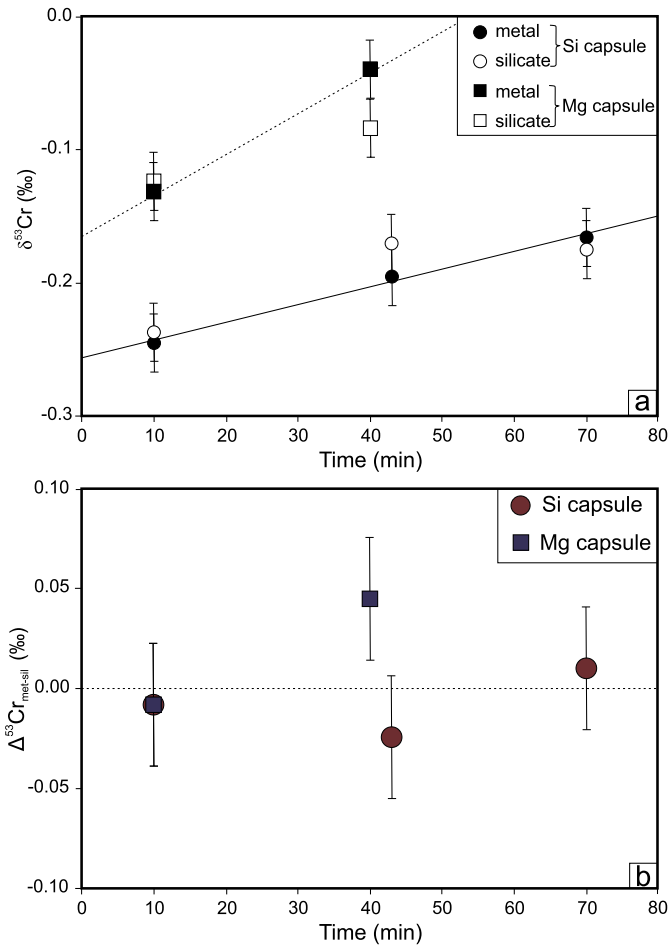 0.0
-0.1
-0.2
-0.3
δ⁵³Cr (‰)
metal
silicate
Si capsule
metal
silicate
Mg capsule
a
0 10 20 30 40 50 60 70 80
Time (min)
0.10
0.05
0.00
-0.05
-0.10
Δ⁵³Crmet-sil (‰)
Si capsule
Mg capsule
b
0 10 20 30 40 50 60 70 80
Time (min)